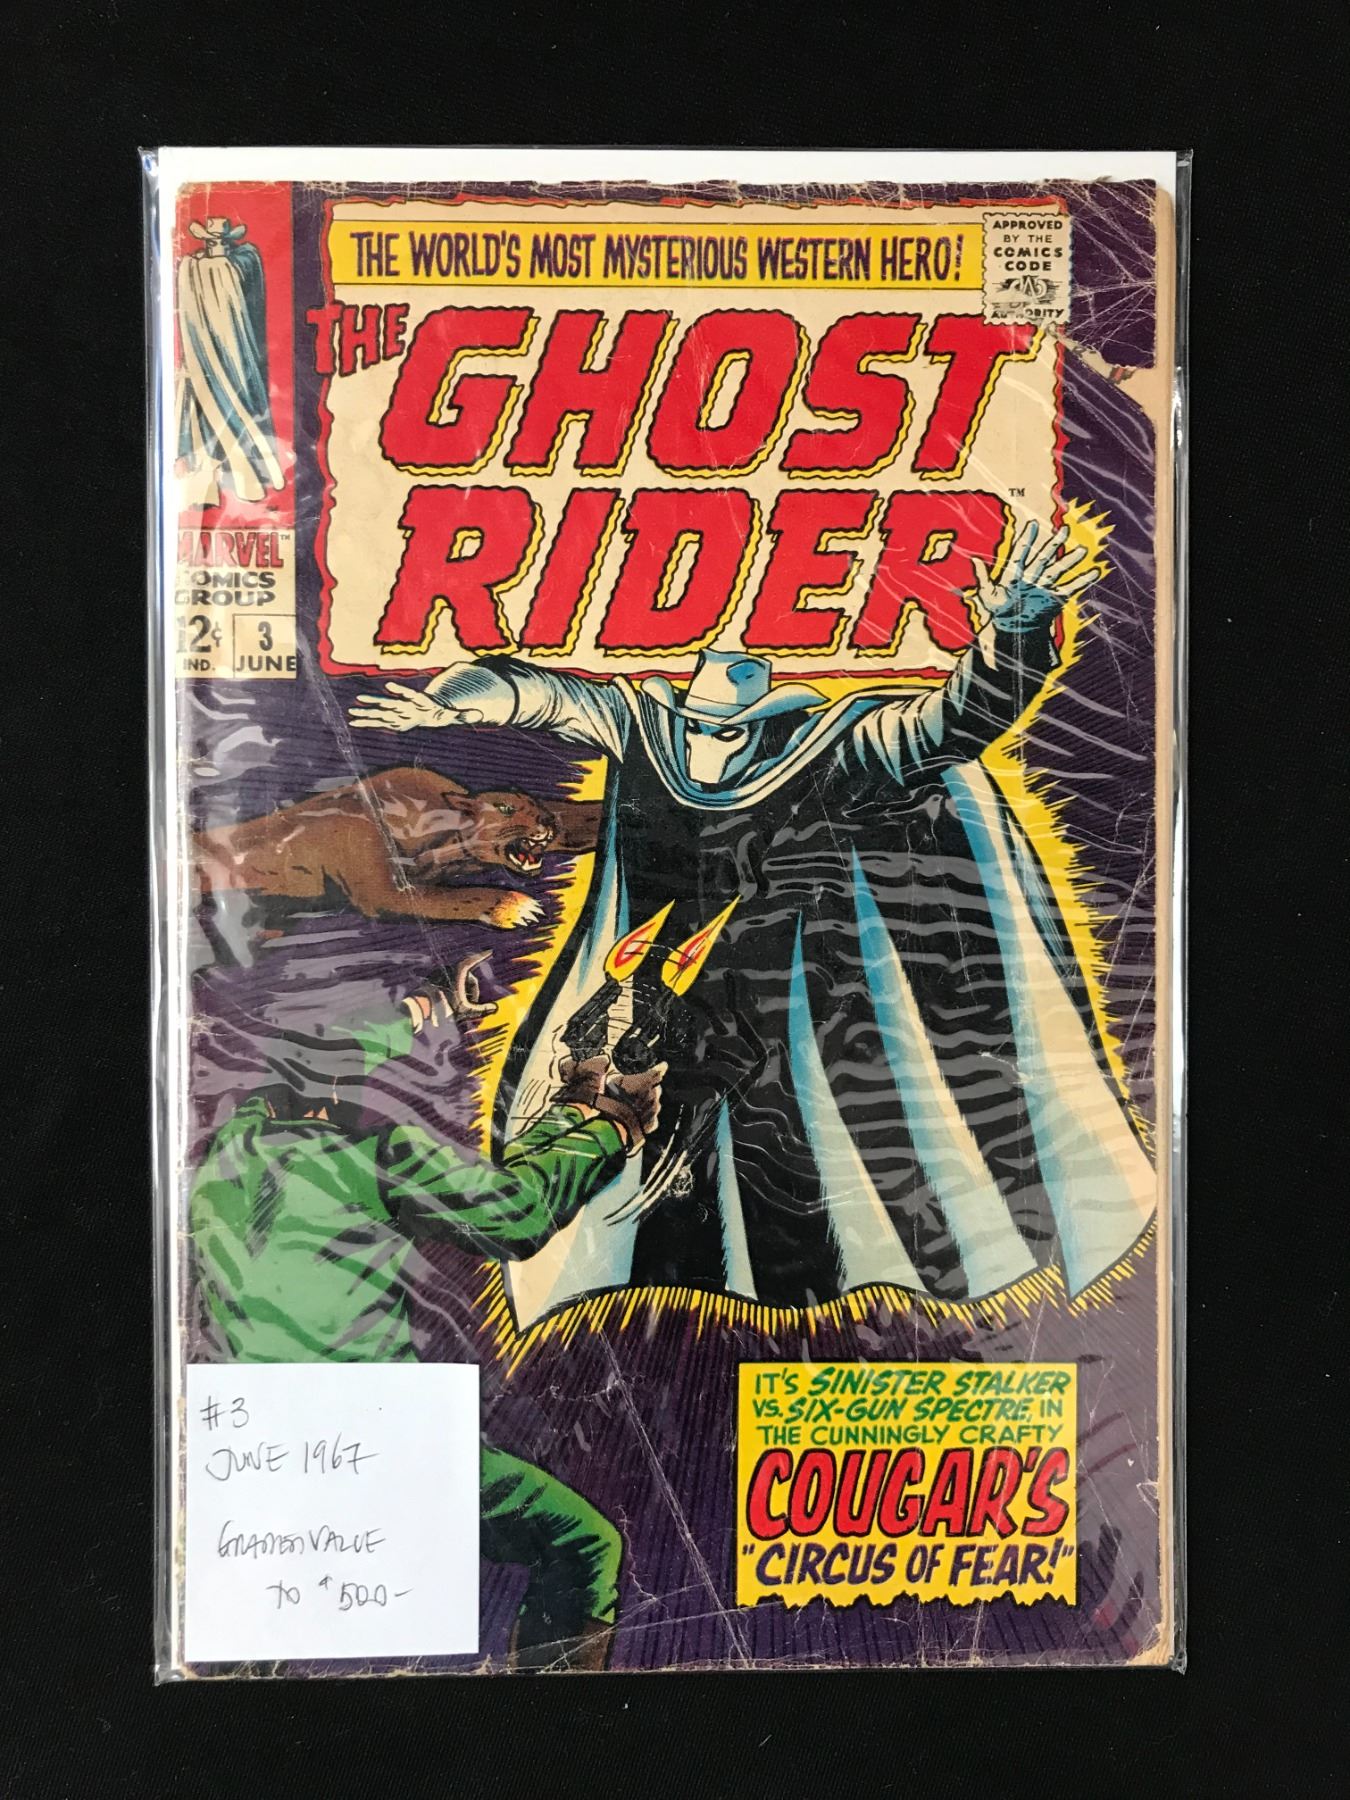 THE WORLD'S MOST MYSTERIOUS WESTERN HERO!
APPROVED
BY THE
COMICS
CODE
AUTHORITY
THE GHOST
RIDER™
MARVEL™
COMICS
GROUP
12¢
IND.
3
JUNE
IT'S SINISTER STALKER
VS. SIX-GUN SPECTRE, IN
THE CUNNINGLY CRAFTY
COUGAR'S
"CIRCUS OF FEAR!"
#3
JUNE 1967
GRADED VALUE
TO $500-